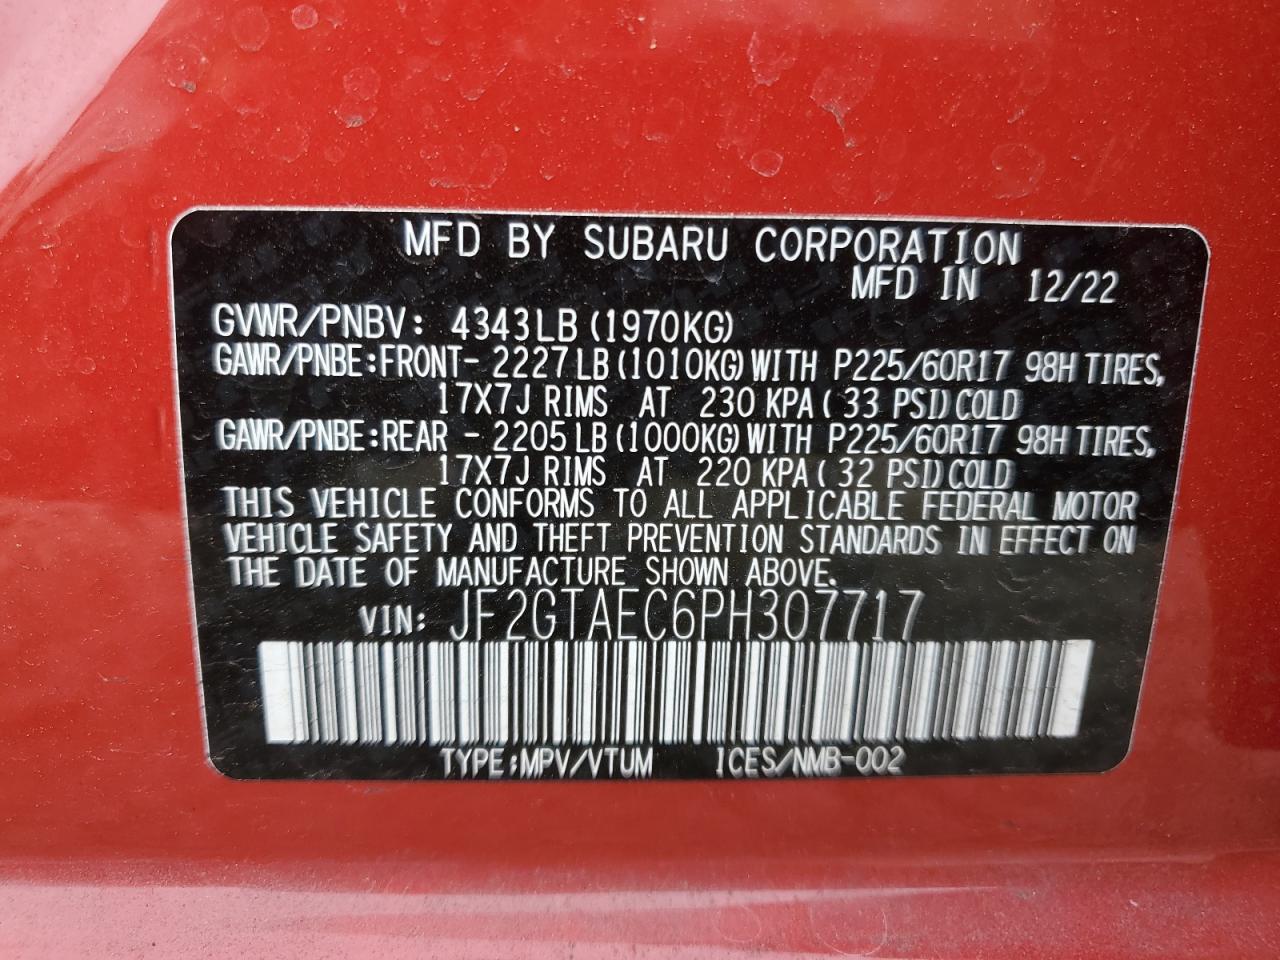 MFD BY SUBARU CORPORATION
MFD IN 12/22
GVWR/PNBV: 4343LB(1970KG)
GAWR/PNBE:FRONT- 2227LB(1010KG)WITH P225/60R17 98H TIRES,
17X7J RIMS AT 230 KPA( 33 PSI)COLD
GAWR/PNBE:REAR - 2205LB(1000KG)WITH P225/60R17 98H TIRES,
17X7J RIMS AT 220 KPA( 32 PSI)COLD
THIS VEHICLE CONFORMS TO ALL APPLICABLE FEDERAL MOTOR
VEHICLE SAFETY AND THEFT PREVENTION STANDARDS IN EFFECT ON
THE DATE OF MANUFACTURE SHOWN ABOVE.
VIN: JF2GTAEC6PH307717
TYPE:MPV/VTUM ICES/NMB-002